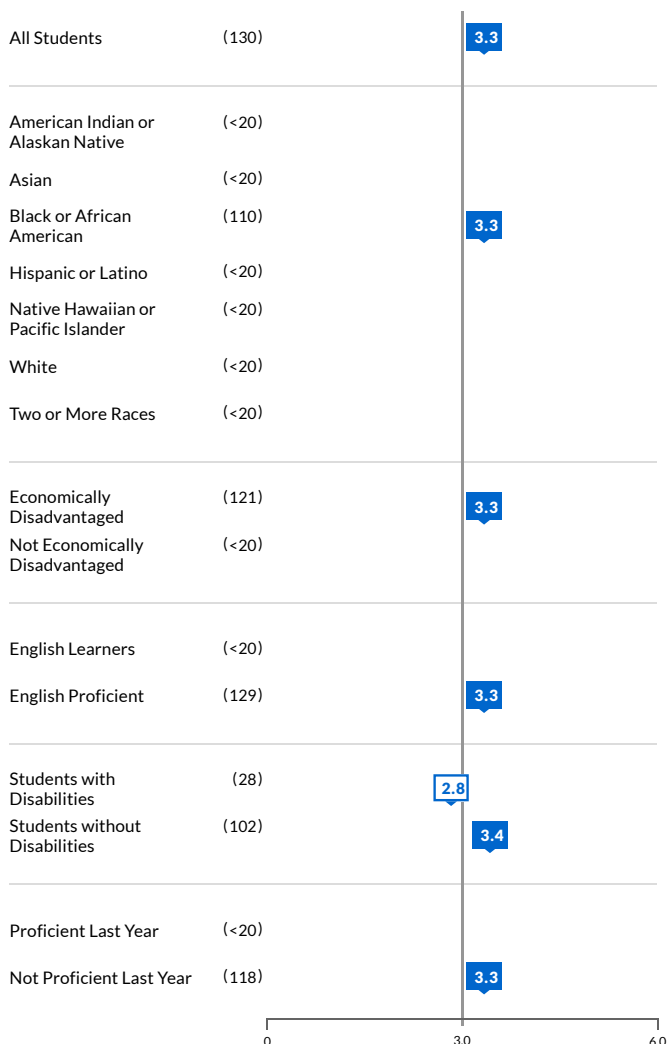 All Students (130) 3.3
American Indian or (<20)
Alaskan Native
Asian (<20)
Black or African (110) 3.3
American
Hispanic or Latino (<20)
Native Hawaiian or (<20)
Pacific Islander
White (<20)
Two or More Races (<20)
Economically (121) 3.3
Disadvantaged
Not Economically (<20)
Disadvantaged
English Learners (<20)
English Proficient (129) 3.3
Students with (28) 2.8
Disabilities
Students without (102) 3.4
Disabilities
Proficient Last Year (<20)
Not Proficient Last Year (118) 3.3
0 3.0 6.0